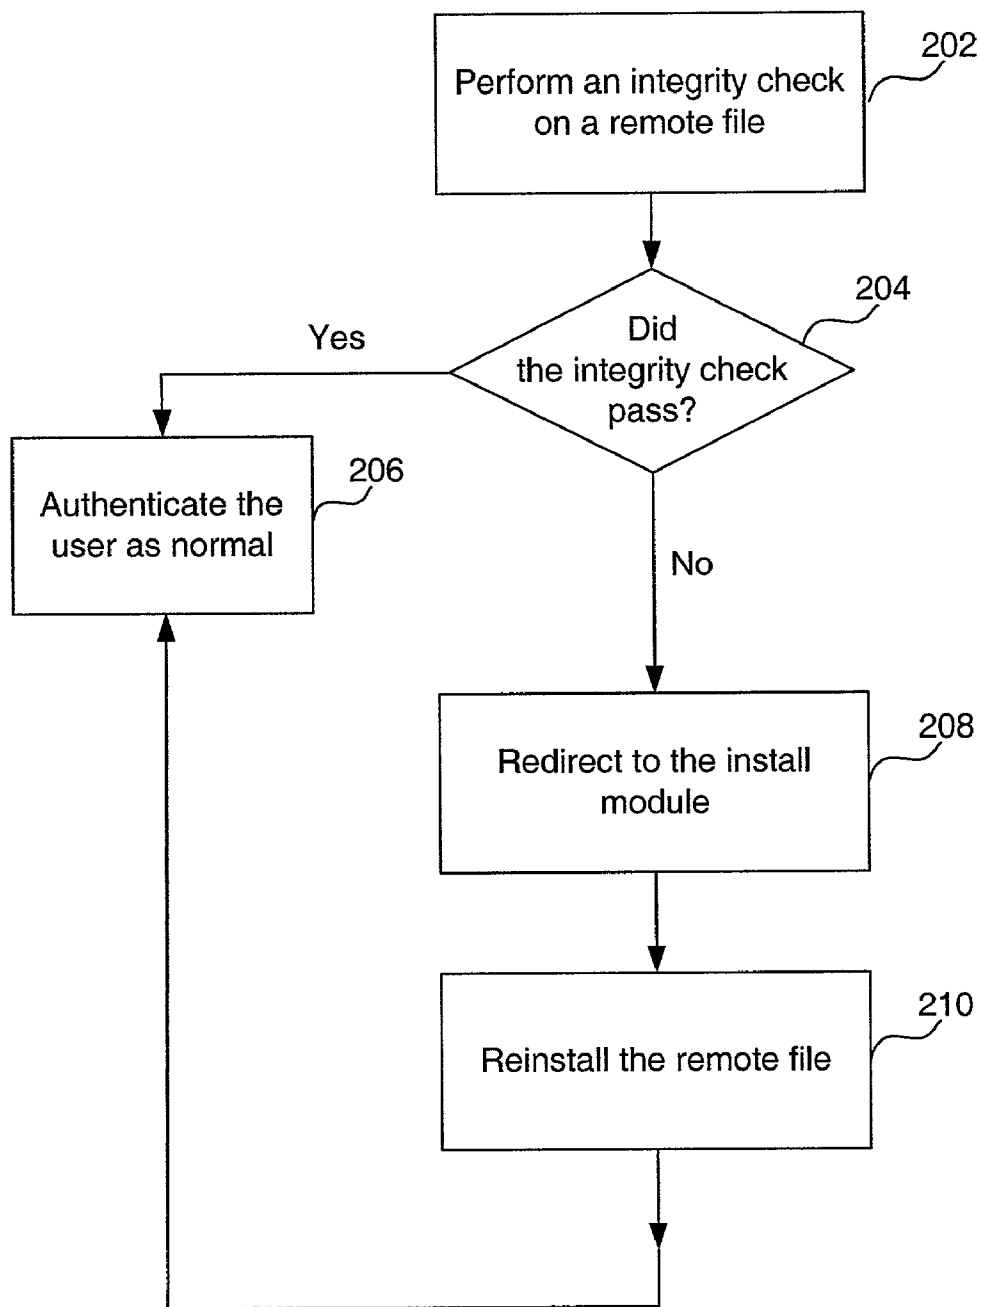 Perform an integrity check
on a remote file
202
Did
the integrity check
pass?
204
Yes
Authenticate the
user as normal
206
No
Redirect to the install
module
208
Reinstall the remote file
210